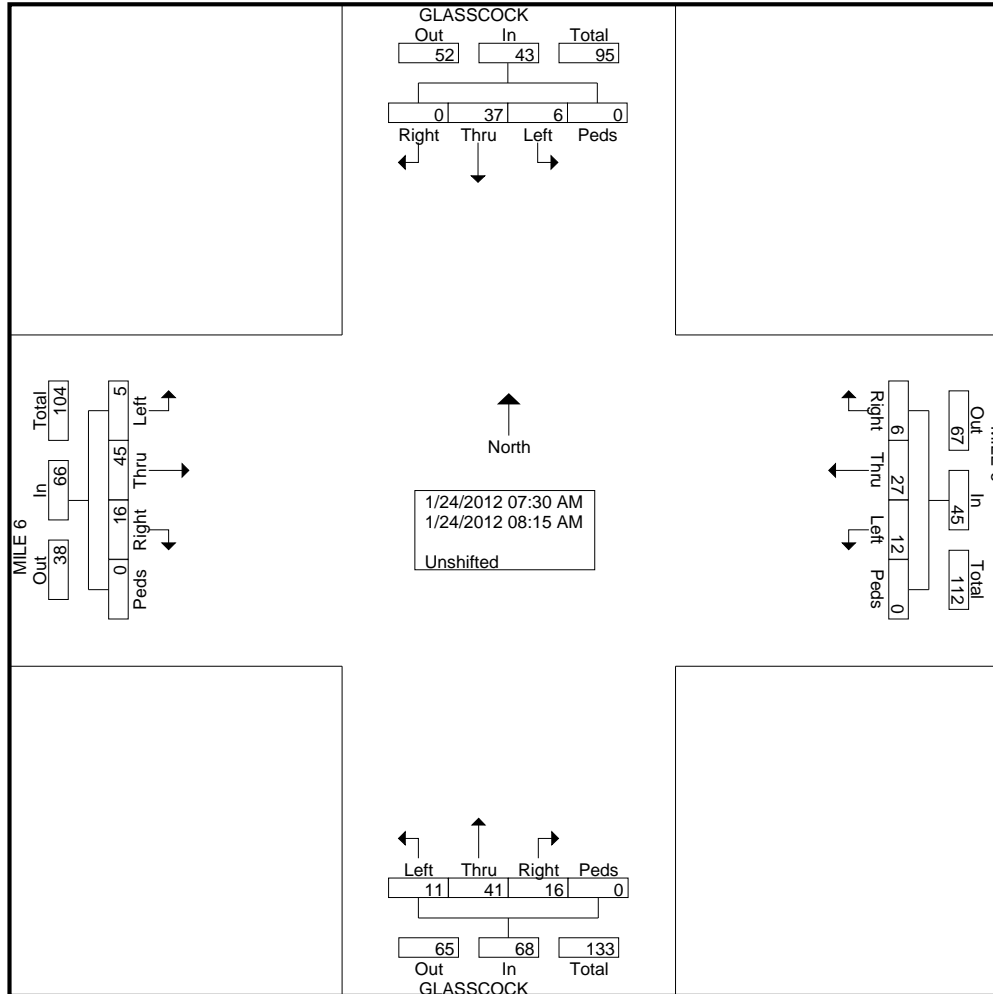 GLASSCOCK
Out In Total
52 43 95
0 37 6 0
Right Thru Left Peds
MILE 6
Out In Total
38 66 104
Left Thru Right Peds
5 45 16 0
North
1/24/2012 07:30 AM
1/24/2012 08:15 AM
Unshifted
Out In Total
67 45 112
6 27 12 0
Right Thru Left Peds
Left Thru Right Peds
11 41 16 0
65 68 133
Out In Total
GLASSCOCK